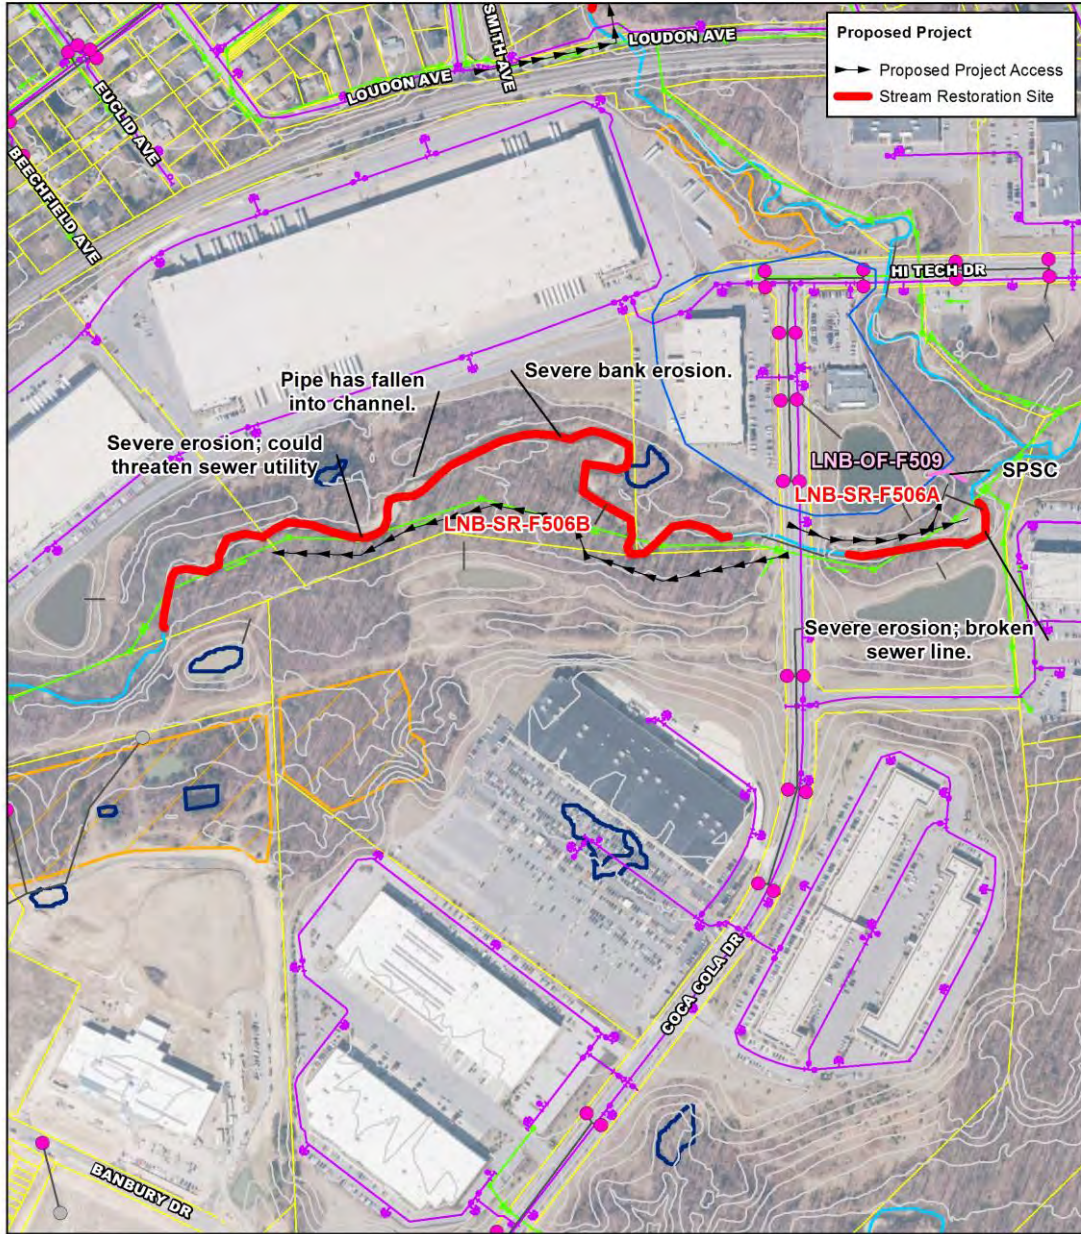 SMITH AVE
LOUDON AVE
LOUDON AVE
Proposed Project
Proposed Project Access
Stream Restoration Site
EUCLID AVE
BEECHFIELD AVE
HI TECH DR
Pipe has fallen
into channel.
Severe bank erosion.
Severe erosion; could
threaten sewer utility
LNB-OF-F509
SPSC
LNB-SR-F506A
LNB-SR-F506B
Severe erosion; broken
sewer line.
COCA COLA DR
BANBURY DR